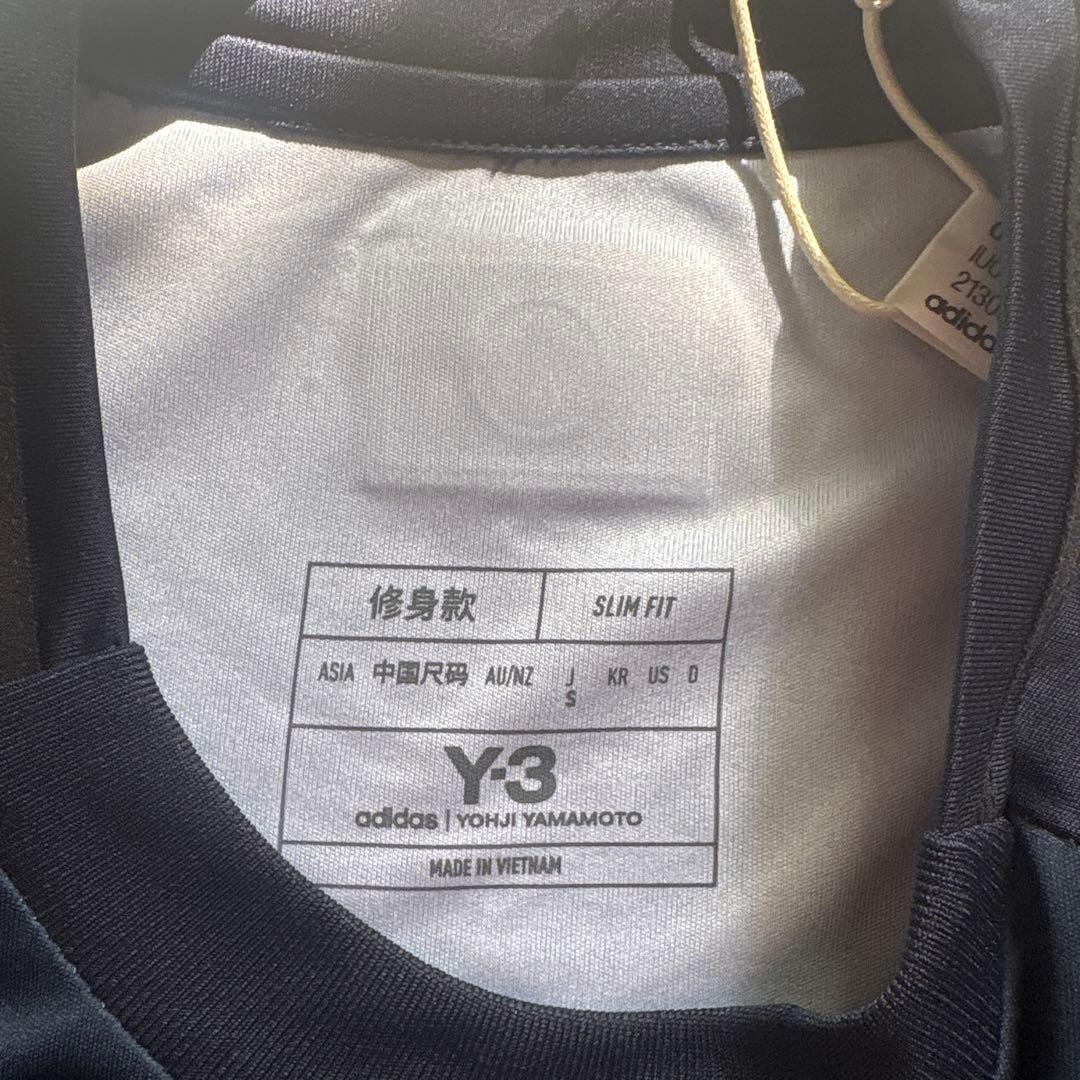 2130
adidas
修身款 SLIM FIT
ASIA 中国尺码 AU/NZ J KR US D
S
Y-3
adidas | YOHJI YAMAMOTO
MADE IN VIETNAM